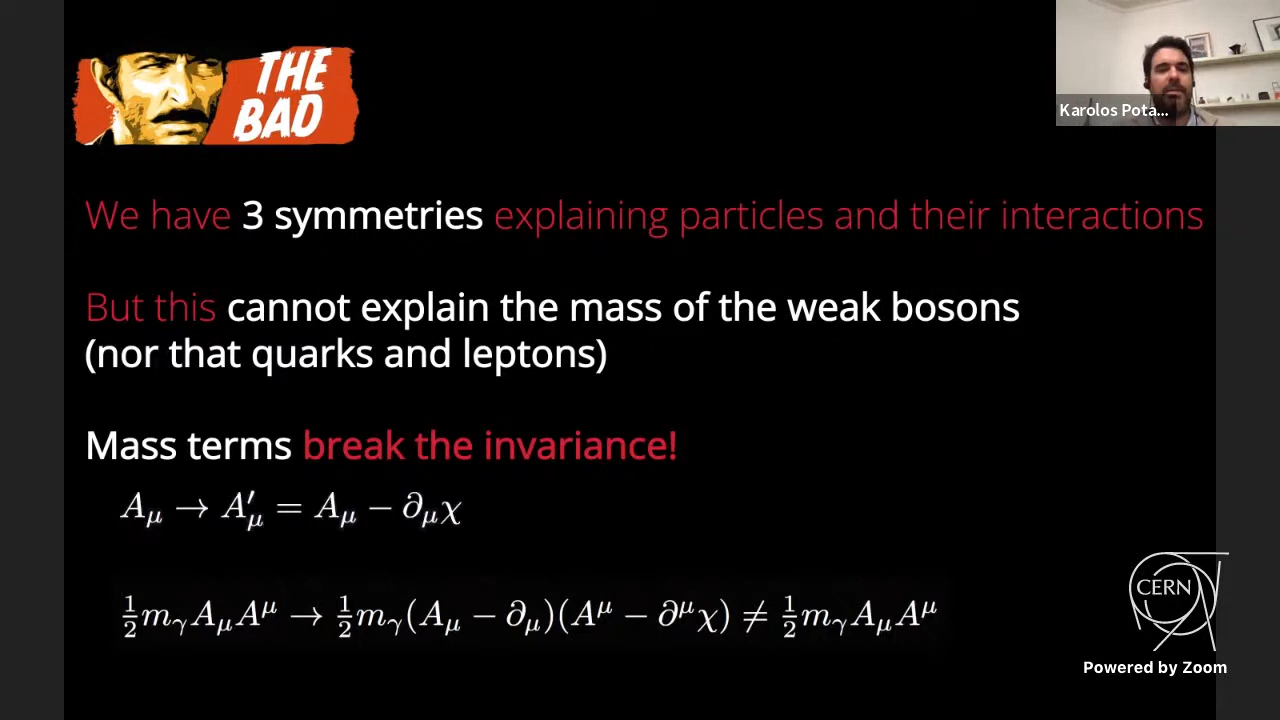 THE
BAD
Karolos Pota...
We have 3 symmetries explaining particles and their interactions
But this cannot explain the mass of the weak bosons
(nor that quarks and leptons)
Mass terms break the invariance!
A_μ → A′_μ = A_μ − ∂_μχ
½m_γA_μA^μ → ½m_γ(A_μ − ∂_μ)(A^μ − ∂^μχ) ≠ ½m_γA_μA^μ
CERN
Powered by Zoom